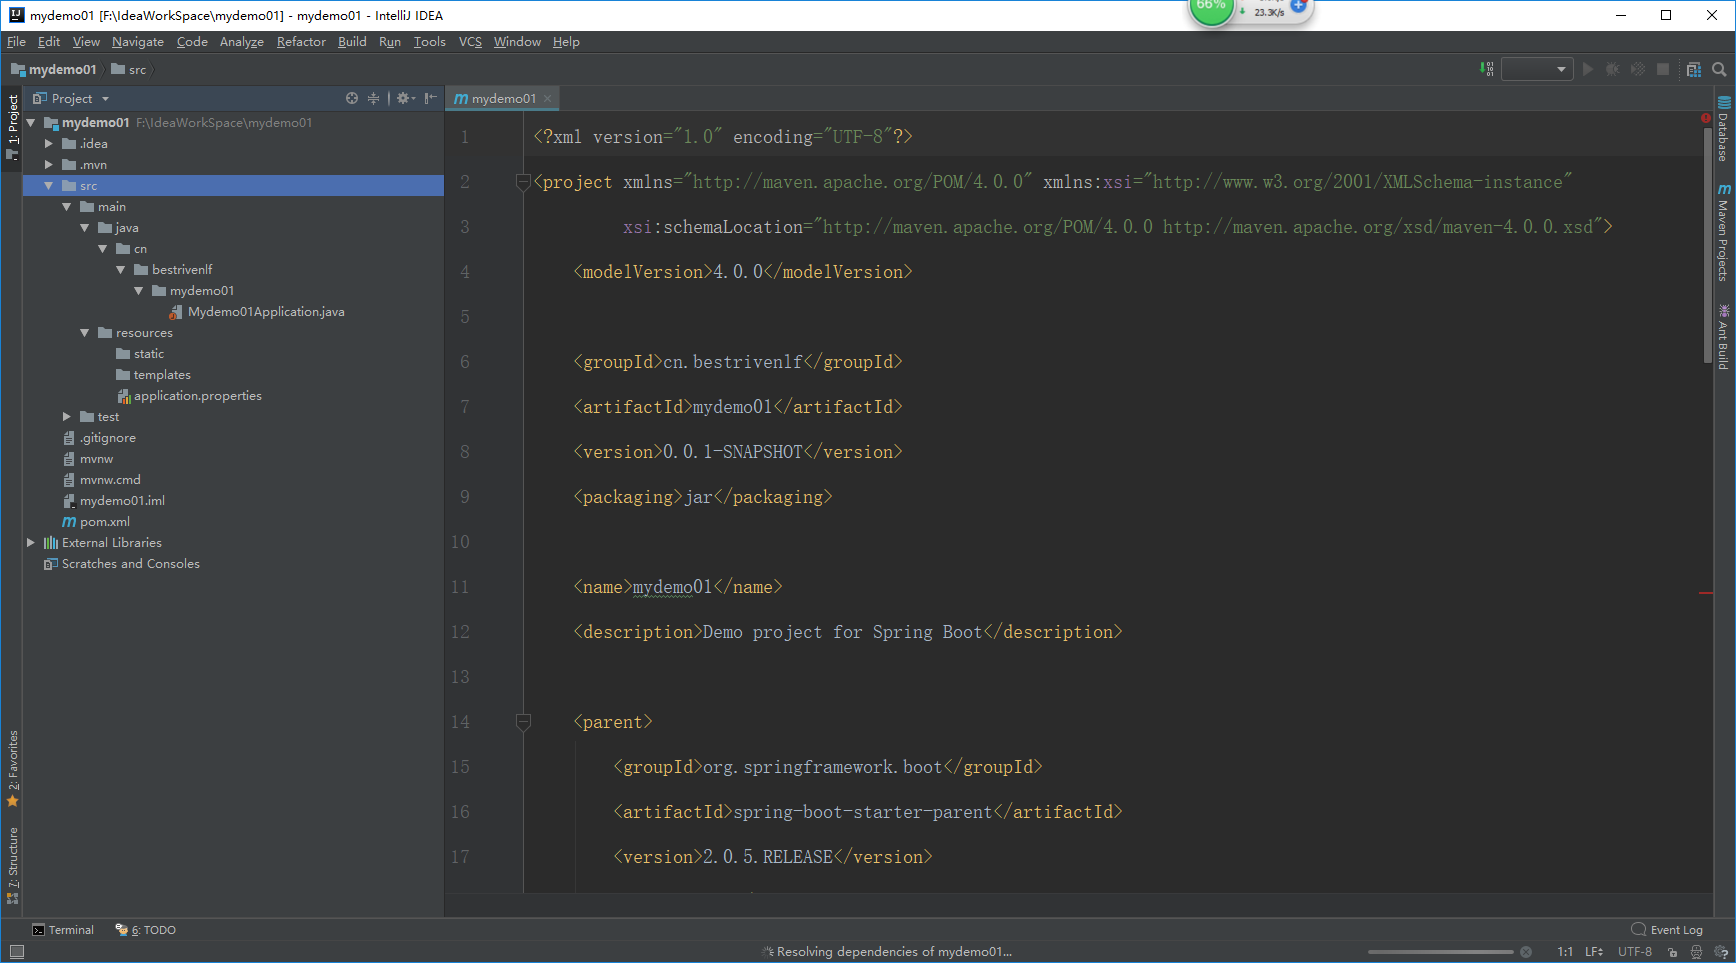 mydemo01 [F:\IdeaWorkSpace\mydemo01] - mydemo01 - IntelliJ IDEA
66%
23.3K/s
File Edit View Navigate Code Analyze Refactor Build Run Tools VCS Window Help
mydemo01 src
Project
mydemo01
1: Project
2: Favorites
7: Structure
mydemo01 F:\IdeaWorkSpace\mydemo01
.idea
.mvn
src
main
java
cn
bestrivenlf
mydemo01
Mydemo01Application.java
resources
static
templates
application.properties
test
.gitignore
mvnw
mvnw.cmd
mydemo01.iml
pom.xml
External Libraries
Scratches and Consoles
1 <?xml version="1.0" encoding="UTF-8"?>
2 <project xmlns="http://maven.apache.org/POM/4.0.0" xmlns:xsi="http://www.w3.org/2001/XMLSchema-instance"
3 xsi:schemaLocation="http://maven.apache.org/POM/4.0.0 http://maven.apache.org/xsd/maven-4.0.0.xsd">
4 <modelVersion>4.0.0</modelVersion>
5
6 <groupId>cn.bestrivenlf</groupId>
7 <artifactId>mydemo01</artifactId>
8 <version>0.0.1-SNAPSHOT</version>
9 <packaging>jar</packaging>
10
11 <name>mydemo01</name>
12 <description>Demo project for Spring Boot</description>
13
14 <parent>
15 <groupId>org.springframework.boot</groupId>
16 <artifactId>spring-boot-starter-parent</artifactId>
17 <version>2.0.5.RELEASE</version>
Database
Maven Projects
Ant Build
Terminal 6: TODO
Event Log
Resolving dependencies of mydemo01...
1:1 LF UTF-8